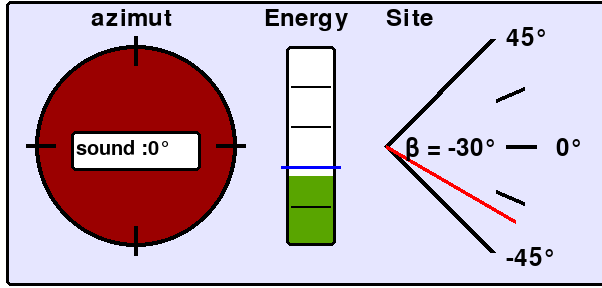 azimut
Energy
Site
45°
sound :0°
β = -30°
0°
-45°